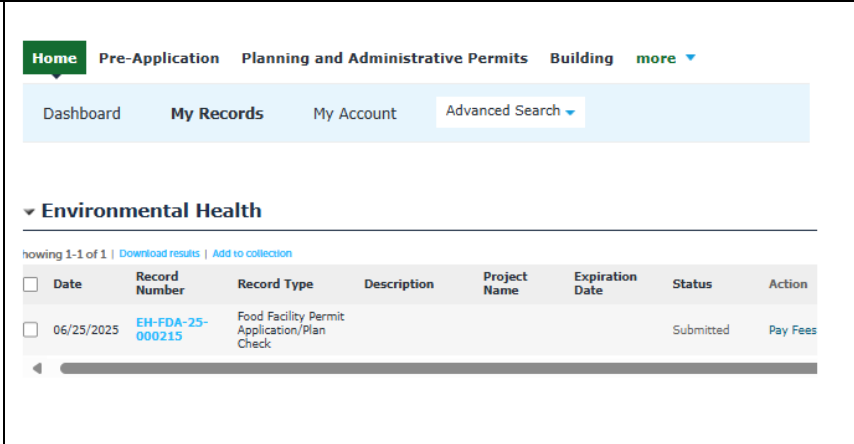 Home Pre-Application Planning and Administrative Permits Building more
Dashboard My Records My Account Advanced Search
Environmental Health
howing 1-1 of 1 | Download results | Add to collection
Date Record Number Record Type Description Project Name Expiration Date Status Action
06/25/2025 EH-FDA-25-000215 Food Facility Permit Application/Plan Check Submitted Pay Fees